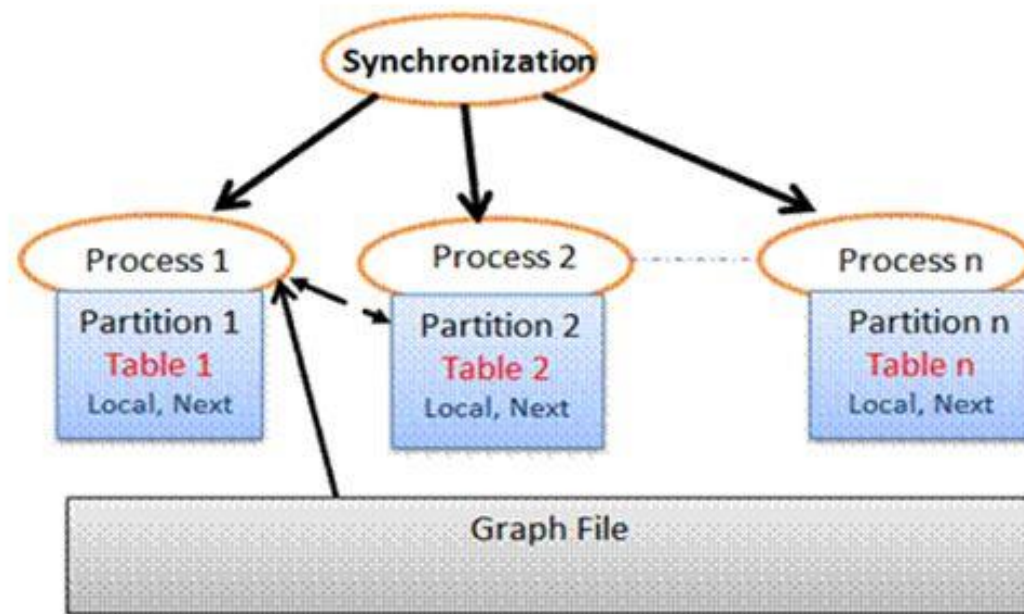 Synchronization
Process 1
Process 2
Process n
Partition 1
Table 1
Local, Next
Partition 2
Table 2
Local, Next
Partition n
Table n
Local, Next
Graph File